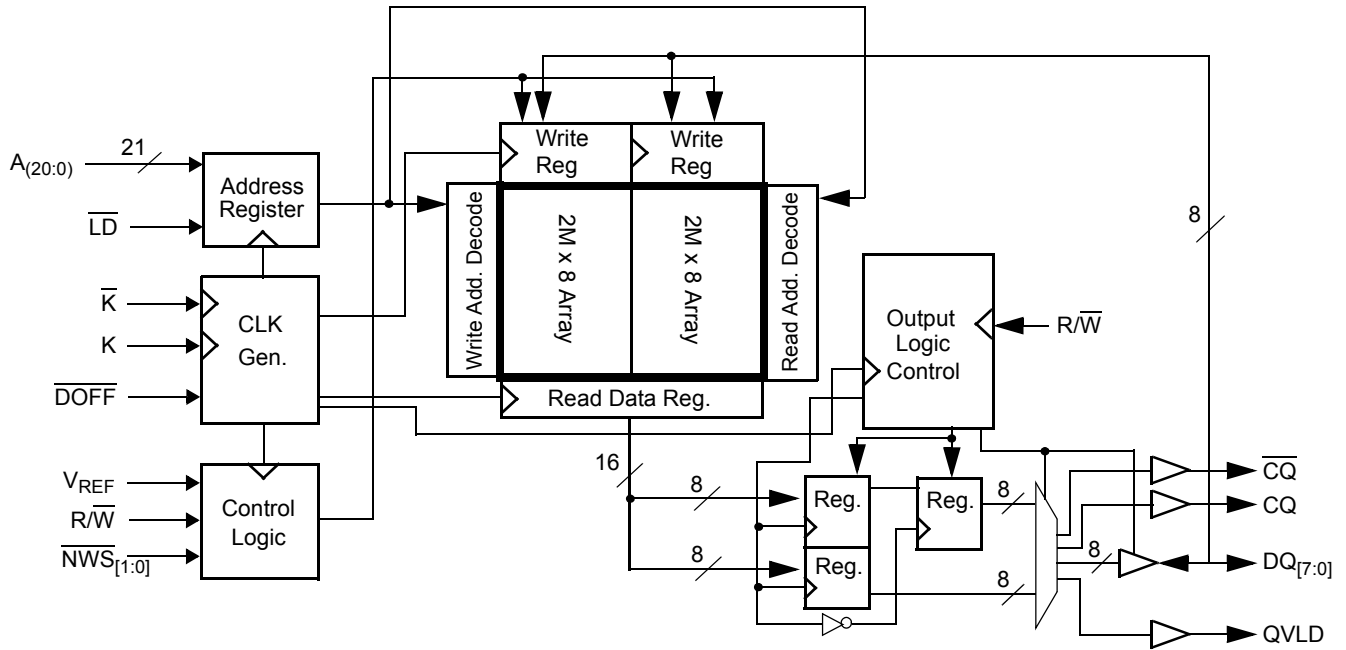 A(20:0)
21
LD
K
K
DOFF
VREF
R/W
NWS[1:0]
Address
Register
CLK
Gen.
Control
Logic
Write
Reg
Write
Reg
Write Add. Decode
2M x 8 Array
2M x 8 Array
Read Add. Decode
Read Data Reg.
Output
Logic
Control
R/W
8
16
8
8
Reg.
Reg.
Reg.
8
8
8
CQ
CQ
DQ[7:0]
QVLD